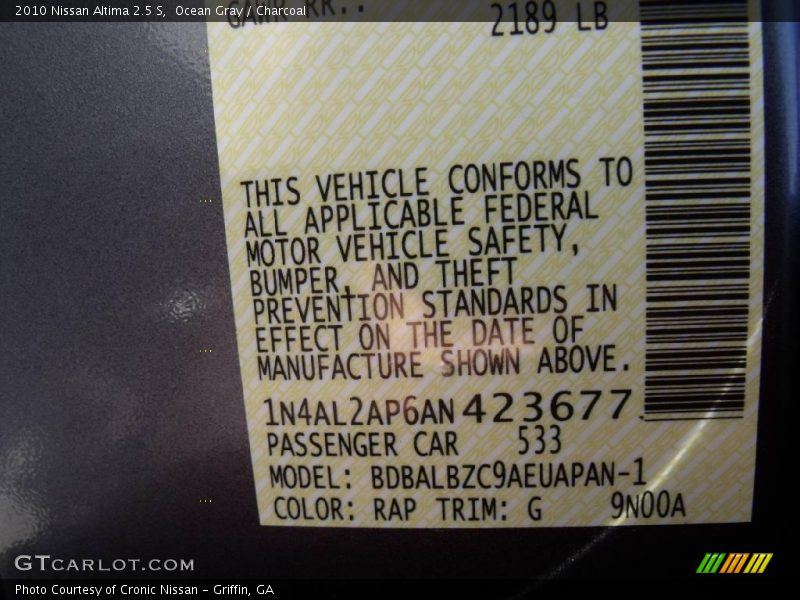 2010 Nissan Altima 2.5 S, Ocean Gray / Charcoal
2189 LB
THIS VEHICLE CONFORMS TO
ALL APPLICABLE FEDERAL
MOTOR VEHICLE SAFETY,
BUMPER, AND THEFT
PREVENTION STANDARDS IN
EFFECT ON THE DATE OF
MANUFACTURE SHOWN ABOVE.
1N4AL2AP6AN423677
PASSENGER CAR 533
MODEL: BDBALBZC9AEUAPAN-1
COLOR: RAP TRIM: G 9N00A
GTCARLOT.COM
Photo Courtesy of Cronic Nissan - Griffin, GA